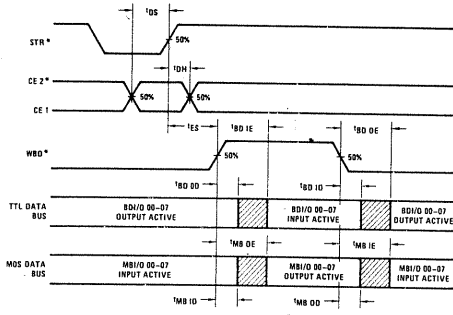 tDS
STR*
50%
tDH
CE 2*
50%
50%
CE 1
tES
tBD IE
tBD OE
WBD*
50%
50%
tBD OD
tBD ID
TTL DATA
BUS
BDI/O 00-07
OUTPUT ACTIVE
BDI/O 00-07
INPUT ACTIVE
BDI/O 00-07
OUTPUT ACTIVE
tMB OE
tMB IE
MOS DATA
BUS
MBI/O 00-07
INPUT ACTIVE
MBI/O 00-07
OUTPUT ACTIVE
MBI/O 00-07
INPUT ACTIVE
tMB ID
tMB OD